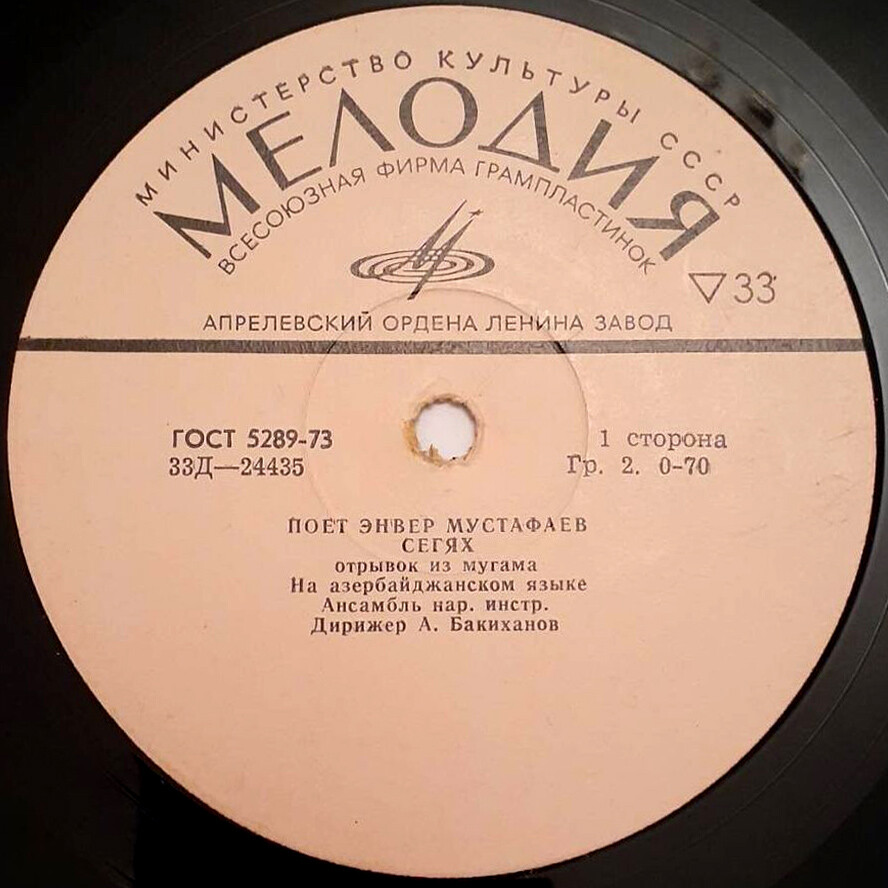 МИНИСТЕРСТВО КУЛЬТУРЫ СССР
МЕЛОДИЯ
ВСЕСОЮЗНАЯ ФИРМА ГРАМПЛАСТИНОК
33
АПРЕЛЕВСКИЙ ОРДЕНА ЛЕНИНА ЗАВОД
ГОСТ 5289-73
33Д—24435
1 сторона
Гр. 2. 0-70
ПОЕТ ЭНВЕР МУСТАФАЕВ
СЕГЯХ
отрывок из мугама
На азербайджанском языке
Ансамбль нар. инстр.
Дирижер А. Бакиханов